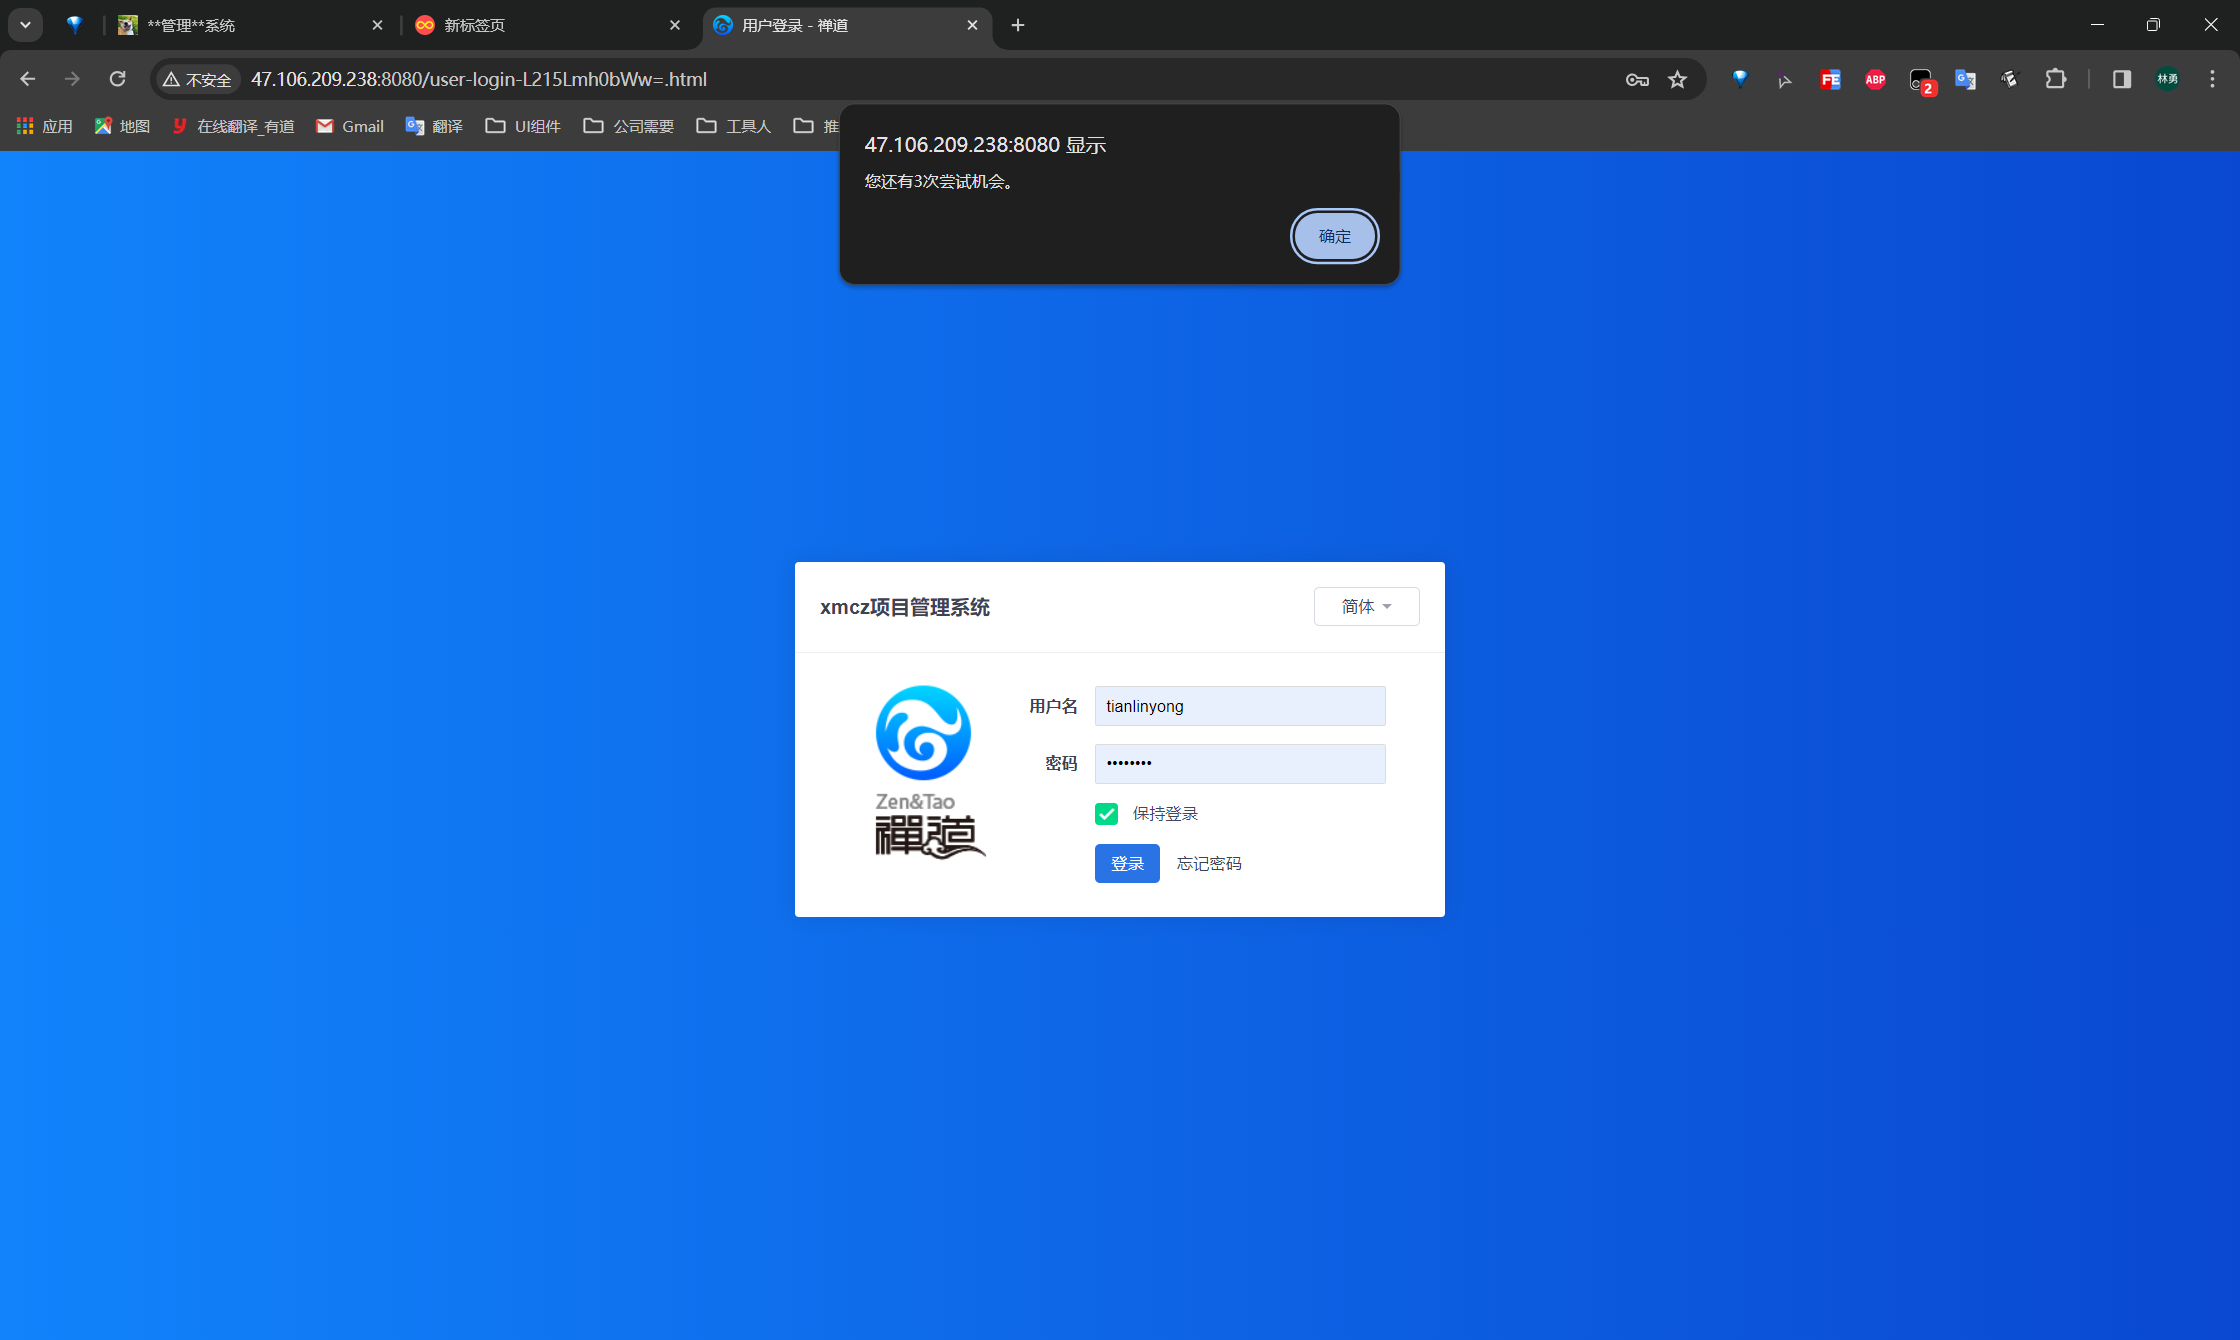 **管理**系统
新标签页
用户登录 - 禅道
不安全
47.106.209.238:8080/user-login-L215Lmh0bWw=.html
FE
ABP
2
林勇
应用
地图
在线翻译_有道
Gmail
翻译
UI组件
公司需要
工具人
推
47.106.209.238:8080 显示
您还有3次尝试机会。
确定
xmcz项目管理系统
简体
Zen&Tao
禪道
用户名
tianlinyong
密码
••••••••
保持登录
登录
忘记密码